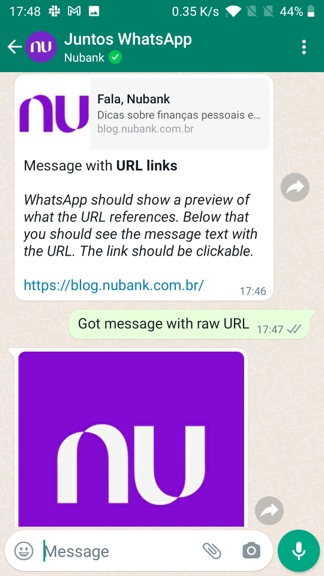 17:48 0.35 K/s 44%
nu
Juntos WhatsApp
Nubank
nu
Fala, Nubank
Dicas sobre finanças pessoais e…
blog.nubank.com.br
Message with URL links
WhatsApp should show a preview of
what the URL references. Below that
you should see the message text with
the URL. The link should be clickable.
https://blog.nubank.com.br/
17:46
Got message with raw URL 17:47
nu
Message